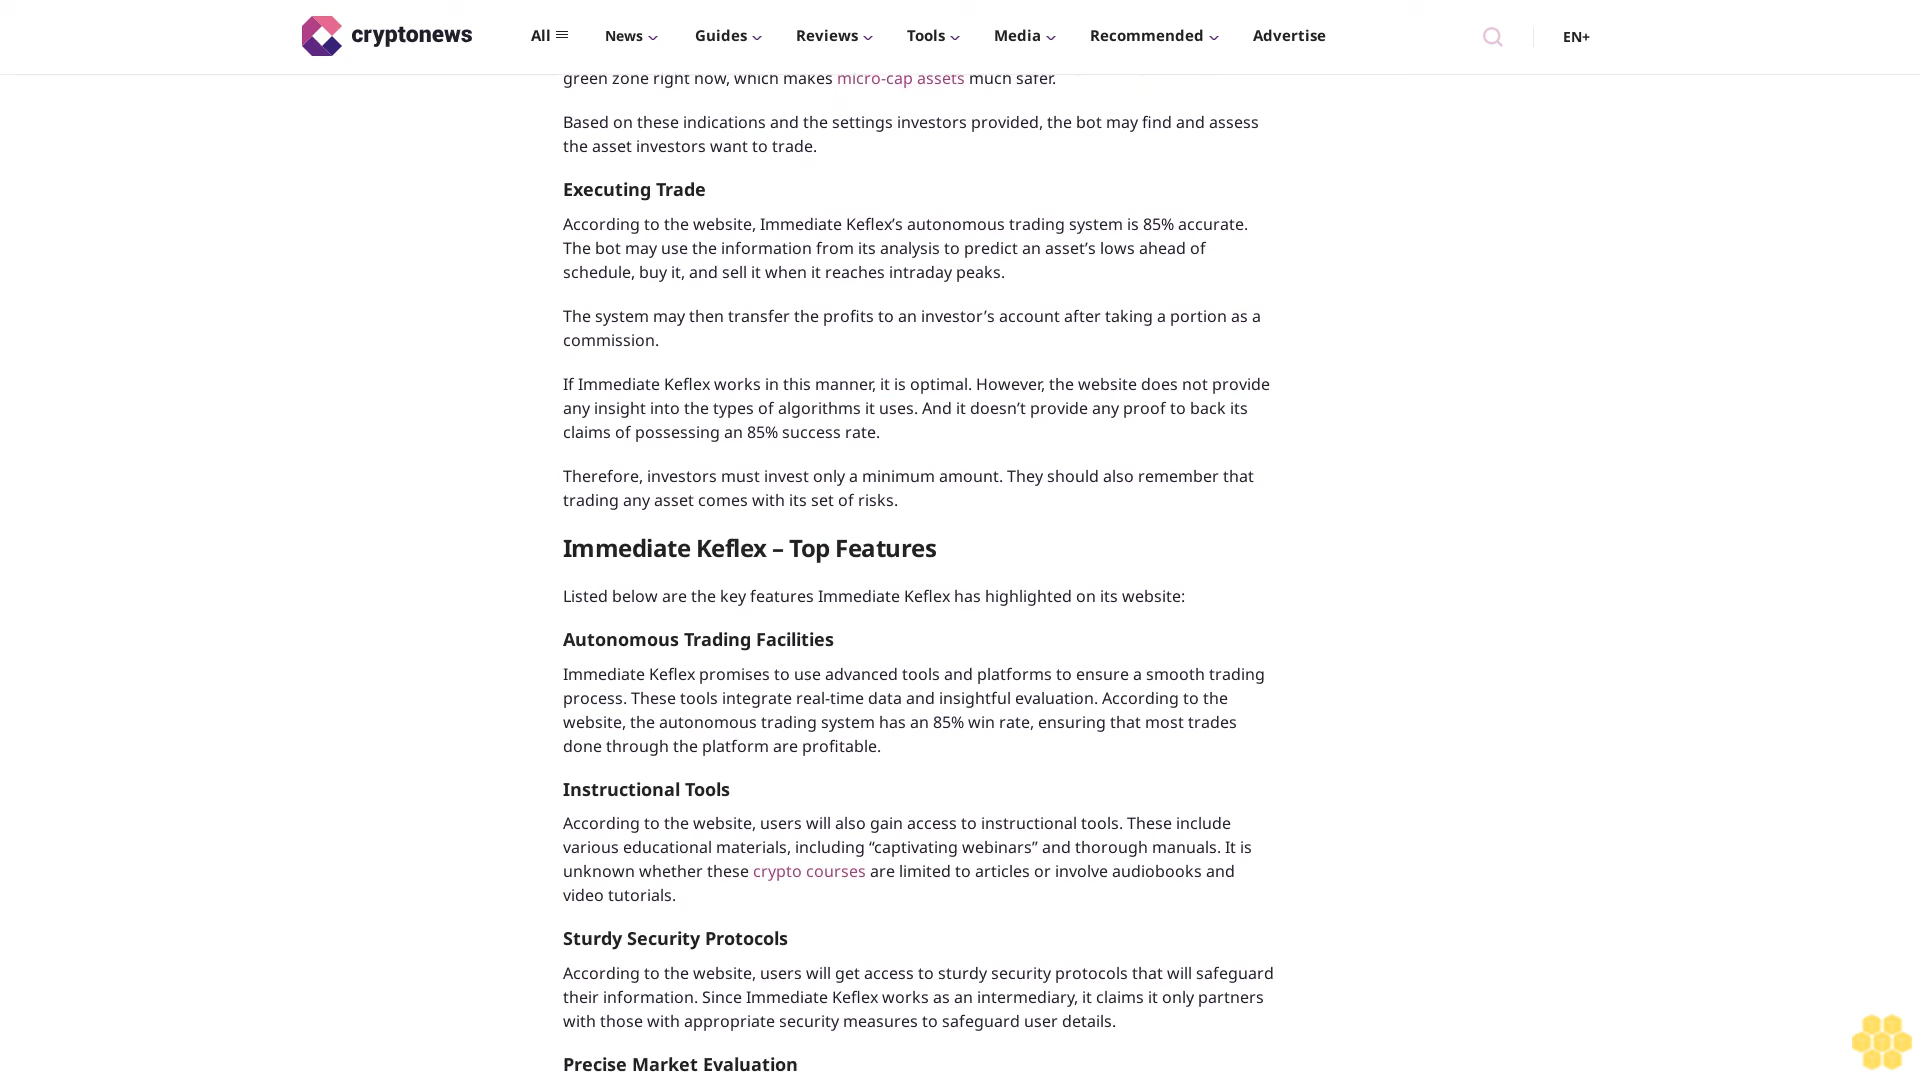 cryptonews
All
News
Guides
Reviews
Tools
Media
Recommended
Advertise
EN+
green zone right now, which makes micro-cap assets much safer.
Based on these indications and the settings investors provided, the bot may find and assess
the asset investors want to trade.
Executing Trade
According to the website, Immediate Keflex’s autonomous trading system is 85% accurate.
The bot may use the information from its analysis to predict an asset’s lows ahead of
schedule, buy it, and sell it when it reaches intraday peaks.
The system may then transfer the profits to an investor’s account after taking a portion as a
commission.
If Immediate Keflex works in this manner, it is optimal. However, the website does not provide
any insight into the types of algorithms it uses. And it doesn’t provide any proof to back its
claims of possessing an 85% success rate.
Therefore, investors must invest only a minimum amount. They should also remember that
trading any asset comes with its set of risks.
Immediate Keflex – Top Features
Listed below are the key features Immediate Keflex has highlighted on its website:
Autonomous Trading Facilities
Immediate Keflex promises to use advanced tools and platforms to ensure a smooth trading
process. These tools integrate real-time data and insightful evaluation. According to the
website, the autonomous trading system has an 85% win rate, ensuring that most trades
done through the platform are profitable.
Instructional Tools
According to the website, users will also gain access to instructional tools. These include
various educational materials, including “captivating webinars” and thorough manuals. It is
unknown whether these crypto courses are limited to articles or involve audiobooks and
video tutorials.
Sturdy Security Protocols
According to the website, users will get access to sturdy security protocols that will safeguard
their information. Since Immediate Keflex works as an intermediary, it claims it only partners
with those with appropriate security measures to safeguard user details.
Precise Market Evaluation